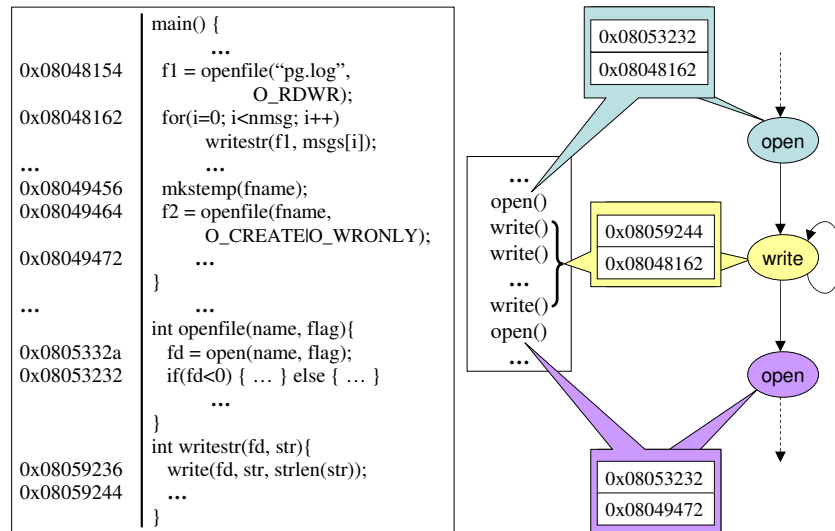 main() {
...
0x08048154 f1 = openfile(“pg.log”,
O_RDWR);
0x08048162 for(i=0; i<nmsg; i++)
writestr(f1, msgs[i]);
... ...
0x08049456 mkstemp(fname);
0x08049464 f2 = openfile(fname,
O_CREATE|O_WRONLY);
0x08049472 ...
}
... ...
int openfile(name, flag){
0x0805332a fd = open(name, flag);
0x08053232 if(fd<0) { … } else { … }
...
}
int writestr(fd, str){
0x08059236 write(fd, str, strlen(str));
0x08059244 ...
}
...
open()
write()
write()
...
write()
open()
...
0x08053232
0x08048162
0x08059244
0x08048162
0x08053232
0x08049472
open
write
open